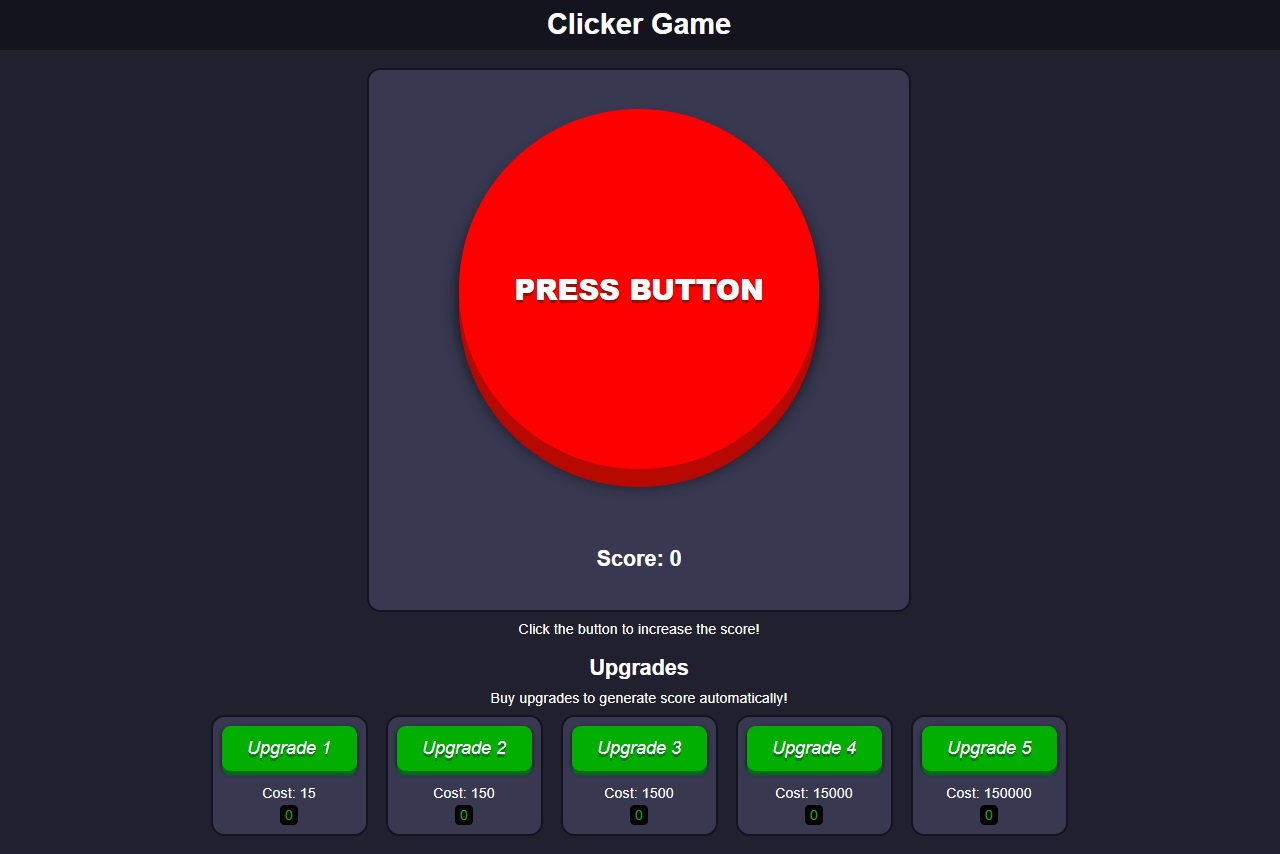 Clicker Game
PRESS BUTTON
Score: 0
Click the button to increase the score!
Upgrades
Buy upgrades to generate score automatically!
Upgrade 1
Cost: 15
0
Upgrade 2
Cost: 150
0
Upgrade 3
Cost: 1500
0
Upgrade 4
Cost: 15000
0
Upgrade 5
Cost: 150000
0